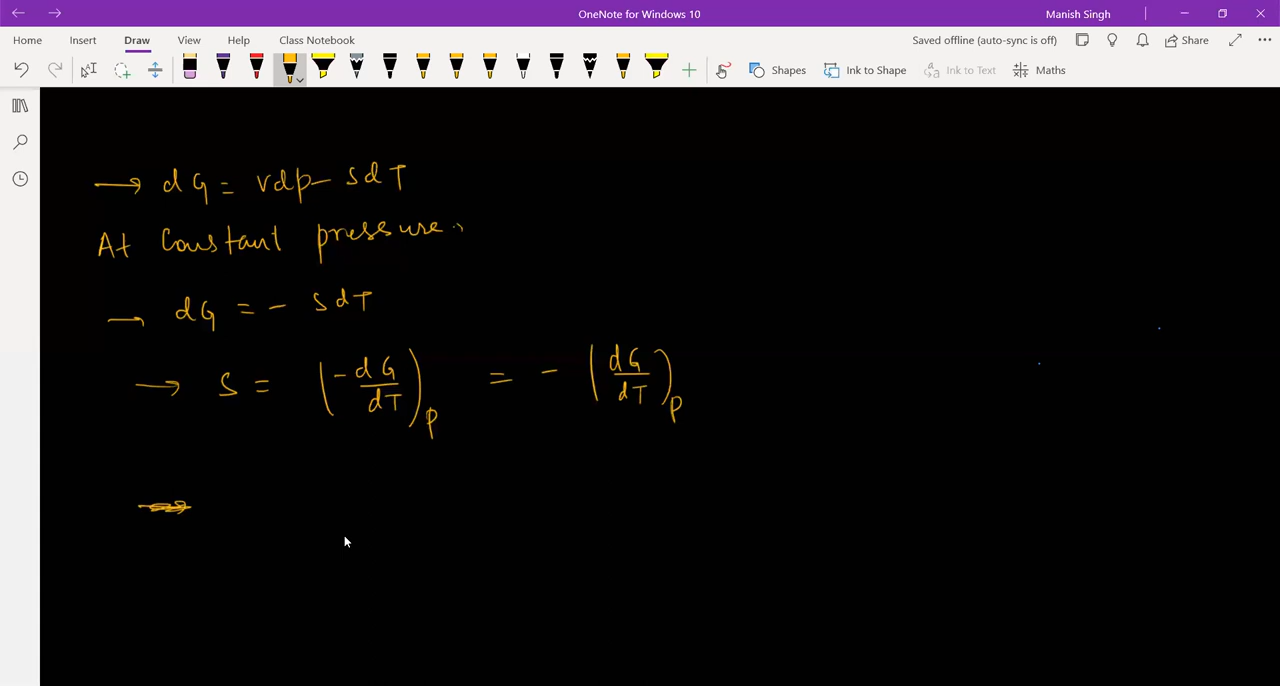 OneNote for Windows 10
Manish Singh
Home Insert Draw View Help Class Notebook
Saved offline (auto-sync is off) Share
Shapes Ink to Shape Ink to Text Maths
→ dG = vdp - sdT
At Constant pressure,
→ dG = - sdT
→ S = (-dG/dT)p = - (dG/dT)p